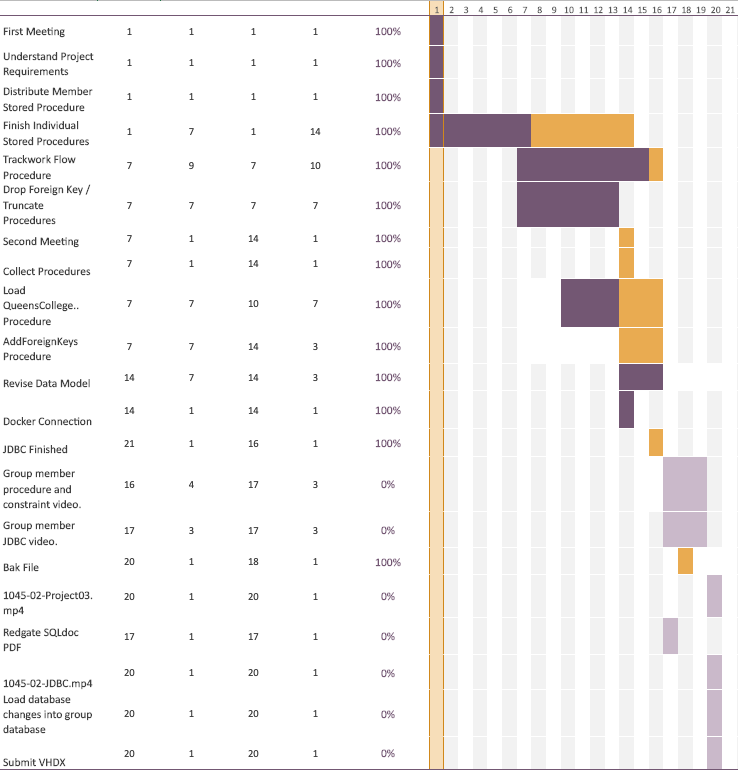 1 2 3 4 5 6 7 8 9 10 11 12 13 14 15 16 17 18 19 20 21
First Meeting 1 1 1 1 100%
Understand Project
Requirements 1 1 1 1 100%
Distribute Member
Stored Procedure 1 1 1 1 100%
Finish Individual
Stored Procedures 1 7 1 14 100%
Trackwork Flow
Procedure 7 9 7 10 100%
Drop Foreign Key /
Truncate
Procedures 7 7 7 7 100%
Second Meeting 7 1 14 1 100%
Collect Procedures 7 1 14 1 100%
Load
QueensCollege..
Procedure 7 7 10 7 100%
AddForeignKeys
Procedure 7 7 14 3 100%
Revise Data Model 14 7 14 3 100%
Docker Connection 14 1 14 1 100%
JDBC Finished 21 1 16 1 100%
Group member
procedure and
constraint video. 16 4 17 3 0%
Group member
JDBC video. 17 3 17 3 0%
Bak File 20 1 18 1 100%
1045-02-Project03.
mp4 20 1 20 1 0%
Redgate SQLdoc
PDF 17 1 17 1 0%
1045-02-JDBC.mp4 20 1 20 1 0%
Load database
changes into group
database 20 1 20 1 0%
Submit VHDX 20 1 20 1 0%